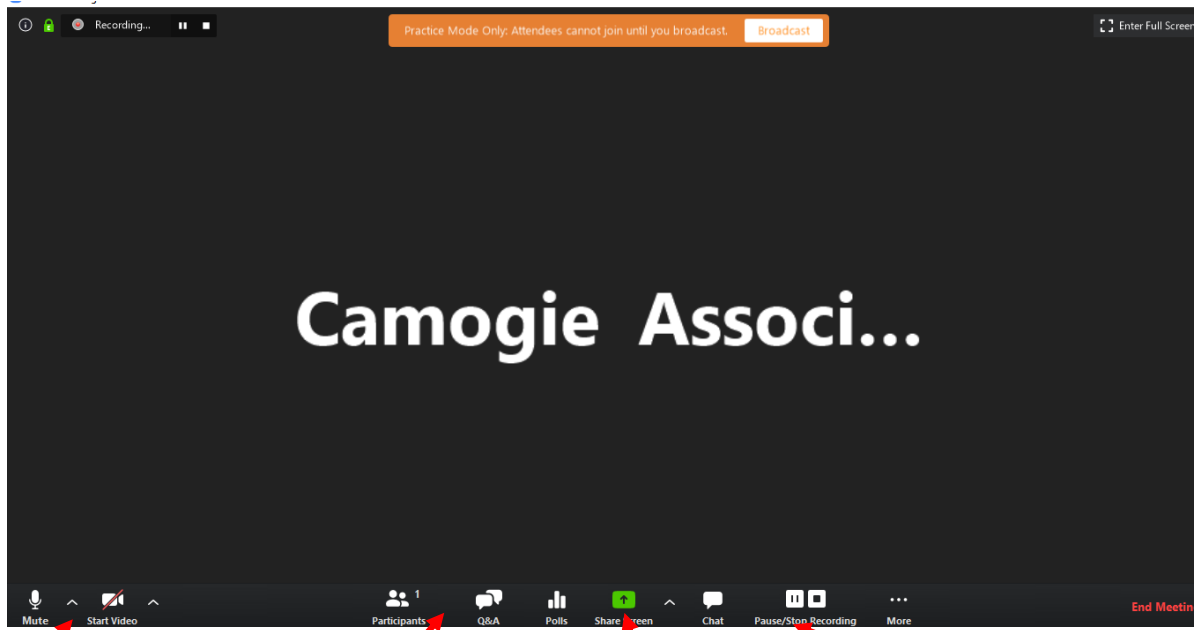 Recording...
Practice Mode Only: Attendees cannot join until you broadcast.
Broadcast
Enter Full Screen
Camogie Associ...
1
Mute
Start Video
Participants
Q&A
Polls
Share Screen
Chat
Pause/Stop Recording
More
End Meetin